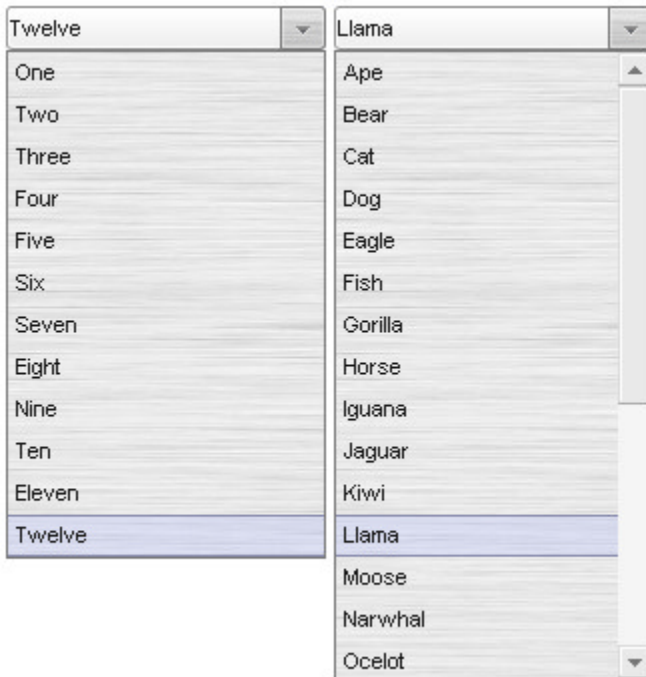 Twelve
One
Two
Three
Four
Five
Six
Seven
Eight
Nine
Ten
Eleven
Twelve
Llama
Ape
Bear
Cat
Dog
Eagle
Fish
Gorilla
Horse
Iguana
Jaguar
Kiwi
Llama
Moose
Narwhal
Ocelot